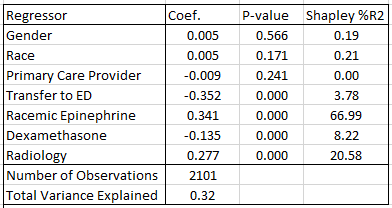 Regressor Coef. P-value Shapley %R2
Gender 0.005 0.566 0.19
Race 0.005 0.171 0.21
Primary Care Provider -0.009 0.241 0.00
Transfer to ED -0.352 0.000 3.78
Racemic Epinephrine 0.341 0.000 66.99
Dexamethasone -0.135 0.000 8.22
Radiology 0.277 0.000 20.58
Number of Observations 2101
Total Variance Explained 0.32